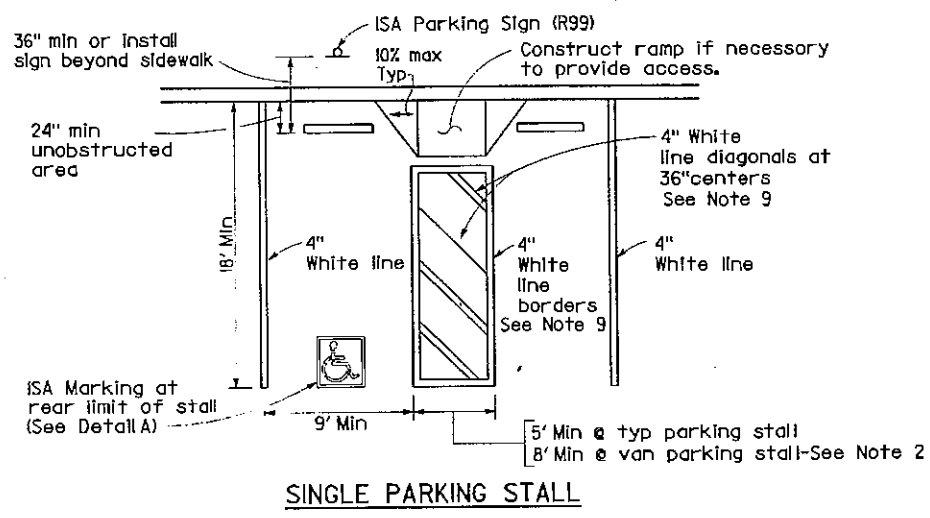 ISA Parking Sign (R99)
36" min or Install
sign beyond sidewalk
10% max
Typ
Construct ramp if necessary
to provide access.
24" min
unobstructed
area
4" White
line diagonals at
36"centers
See Note 9
18' Min
4"
White line
4"
White
line
borders
See Note 9
4"
White line
ISA Marking at
rear limit of stall
(See Detail A)
9' Min
5' Min @ typ parking stall
8' Min @ van parking stall-See Note 2
SINGLE PARKING STALL